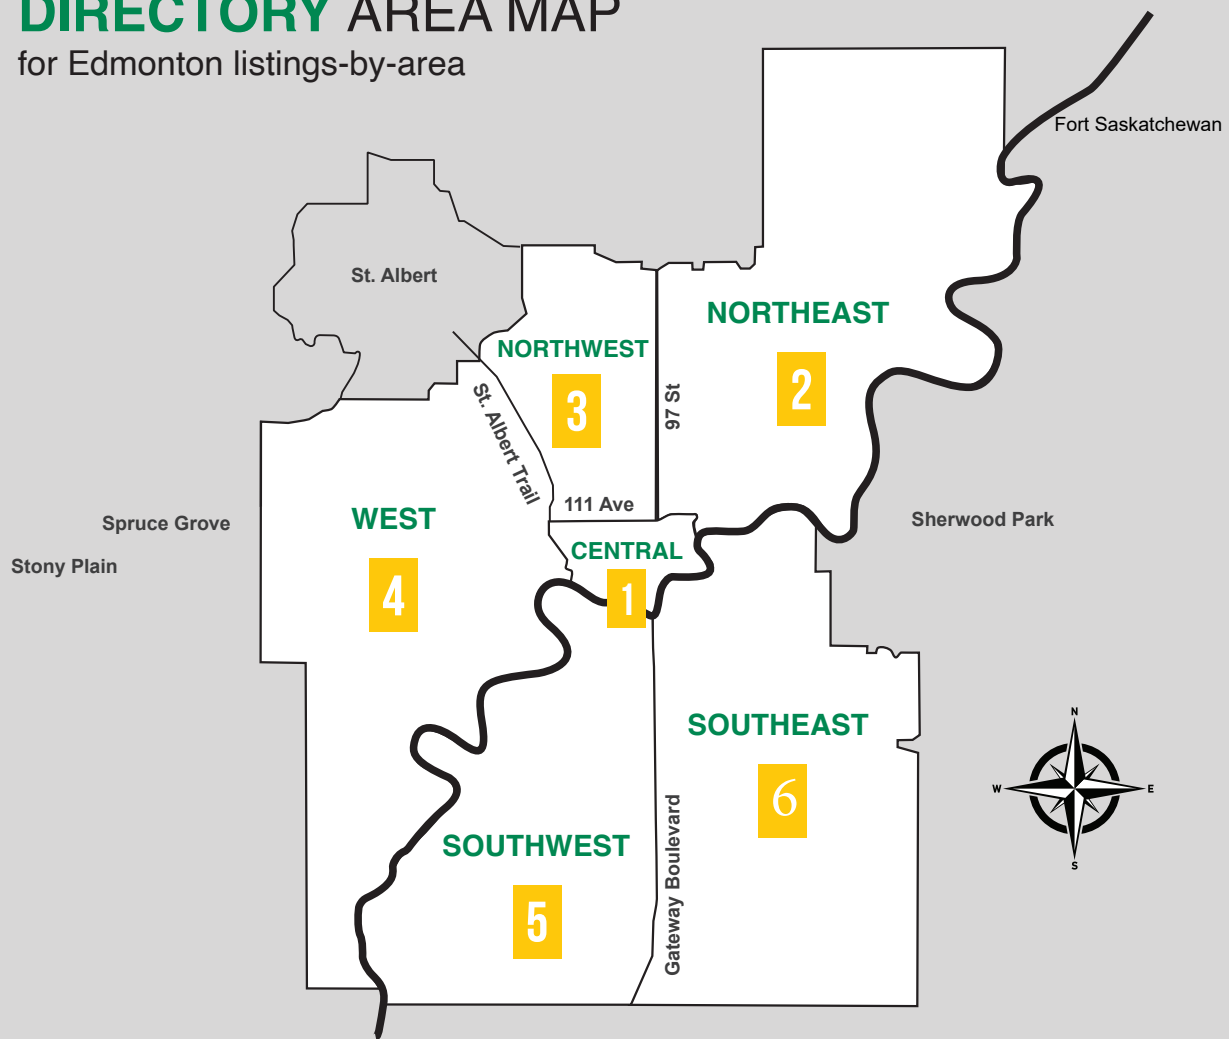 DIRECTORY AREA MAP
for Edmonton listings-by-area
Fort Saskatchewan
St. Albert
NORTHEAST
2
NORTHWEST
3
97 St
St. Albert Trail
111 Ave
WEST
4
Spruce Grove
Stony Plain
Sherwood Park
CENTRAL
1
SOUTHEAST
6
N
W
E
S
SOUTHWEST
5
Gateway Boulevard